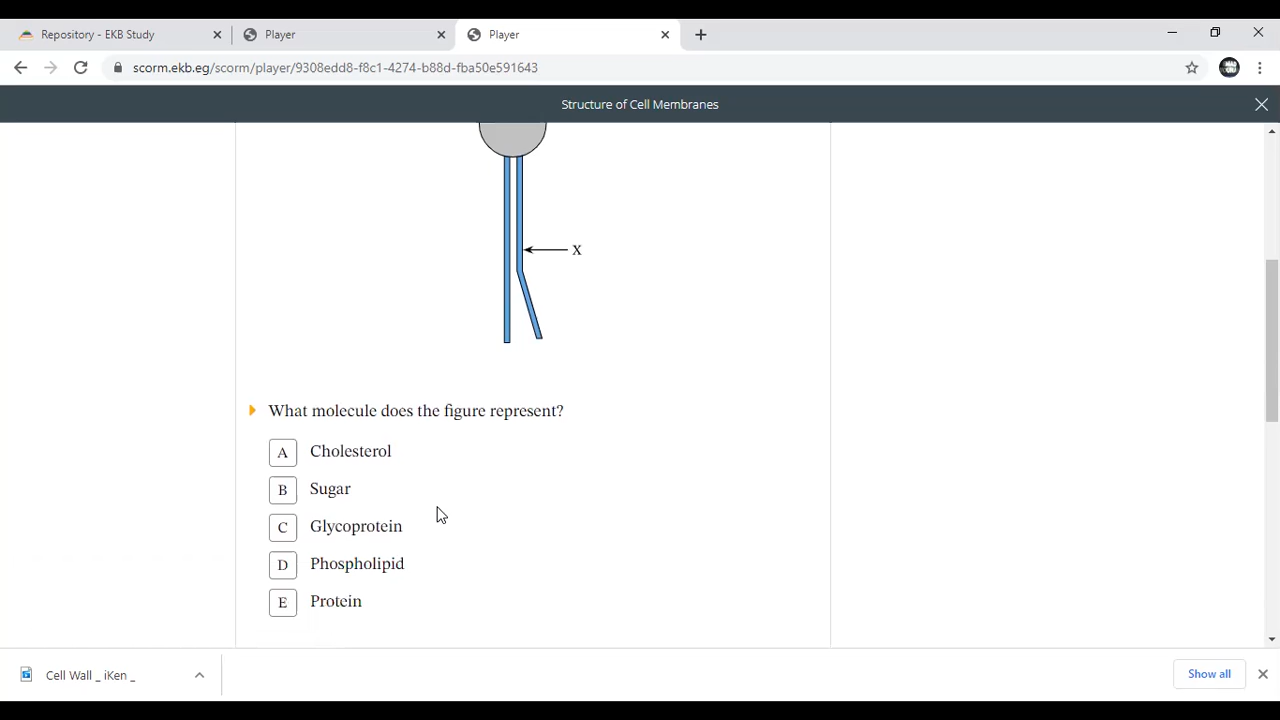 Repository - EKB Study
Player
Player
scorm.ekb.eg/scorm/player/9308edd8-f8c1-4274-b88d-fba50e591643
Structure of Cell Membranes
X
What molecule does the figure represent?
A Cholesterol
B Sugar
C Glycoprotein
D Phospholipid
E Protein
Cell Wall _ iKen _
Show all